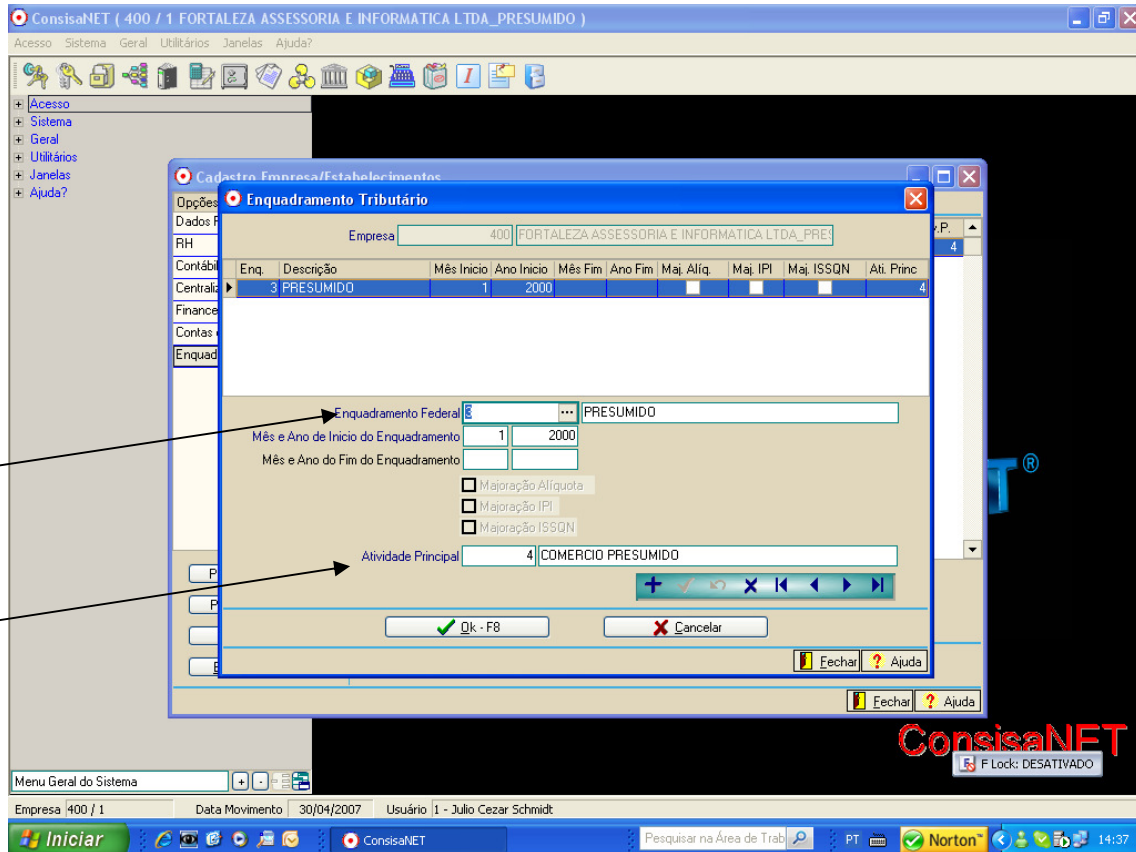 ConsisaNET ( 400 / 1 FORTALEZA ASSESSORIA E INFORMATICA LTDA_PRESUMIDO )
Acesso Sistema Geral Utilitários Janelas Ajuda?
Acesso
Sistema
Geral
Utilitários
Janelas
Ajuda?
Cadastro Empresa/Estabelecimentos
Opções
Dados
RH
4
Enquadramento Tributário
Empresa 400 FORTALEZA ASSESSORIA E INFORMATICA LTDA_PRES
Enq. Descrição Mês Inicio Ano Inicio Mês Fim Ano Fim Maj. Alíq. Maj. IPI Maj. ISSQN Ati. Princ
3 PRESUMIDO 1 2000 4
Enquadramento Federal 3 ... PRESUMIDO
Mês e Ano de Inicio do Enquadramento 1 2000
Mês e Ano do Fim do Enquadramento
Majoração Alíquota
Majoração IPI
Majoração ISSQN
Atividade Principal 4 COMERCIO PRESUMIDO
Ok - F8 Cancelar
Fechar ? Ajuda
Fechar ? Ajuda
®
ConsisaNET
F Lock: DESATIVADO
Menu Geral do Sistema
Empresa 400 / 1 Data Movimento 30/04/2007 Usuário 1 - Julio Cezar Schmidt
Iniciar ConsisaNET Pesquisar na Área de Trab PT Norton™ 14:37